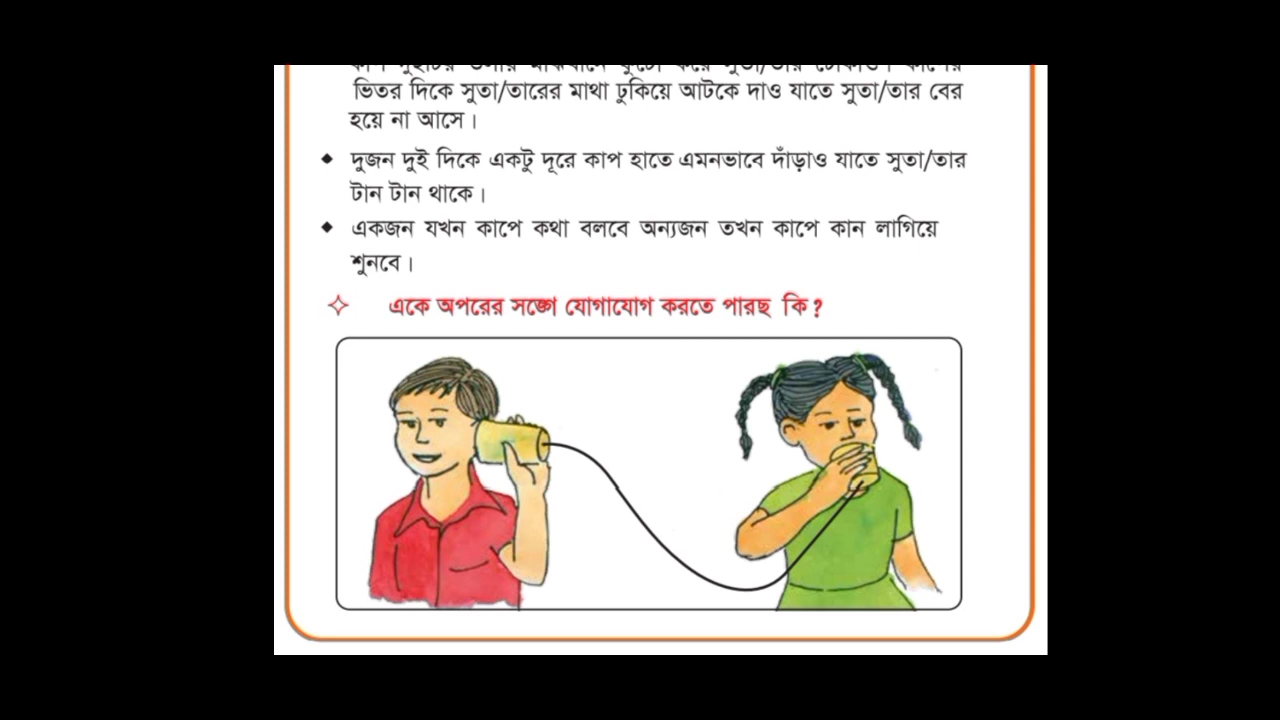 ভিতর দিকে সুতা/তারের মাথা ঢুকিয়ে আটকে দাও যাতে সুতা/তার বের
হয়ে না আসে।
◆ দুজন দুই দিকে একটু দূরে কাপ হাতে এমনভাবে দাঁড়াও যাতে সুতা/তার
টান টান থাকে।
◆ একজন যখন কাপে কথা বলবে অন্যজন তখন কাপে কান লাগিয়ে
শুনবে।
একে অপরের সঙ্গে যোগাযোগ করতে পারছ কি?